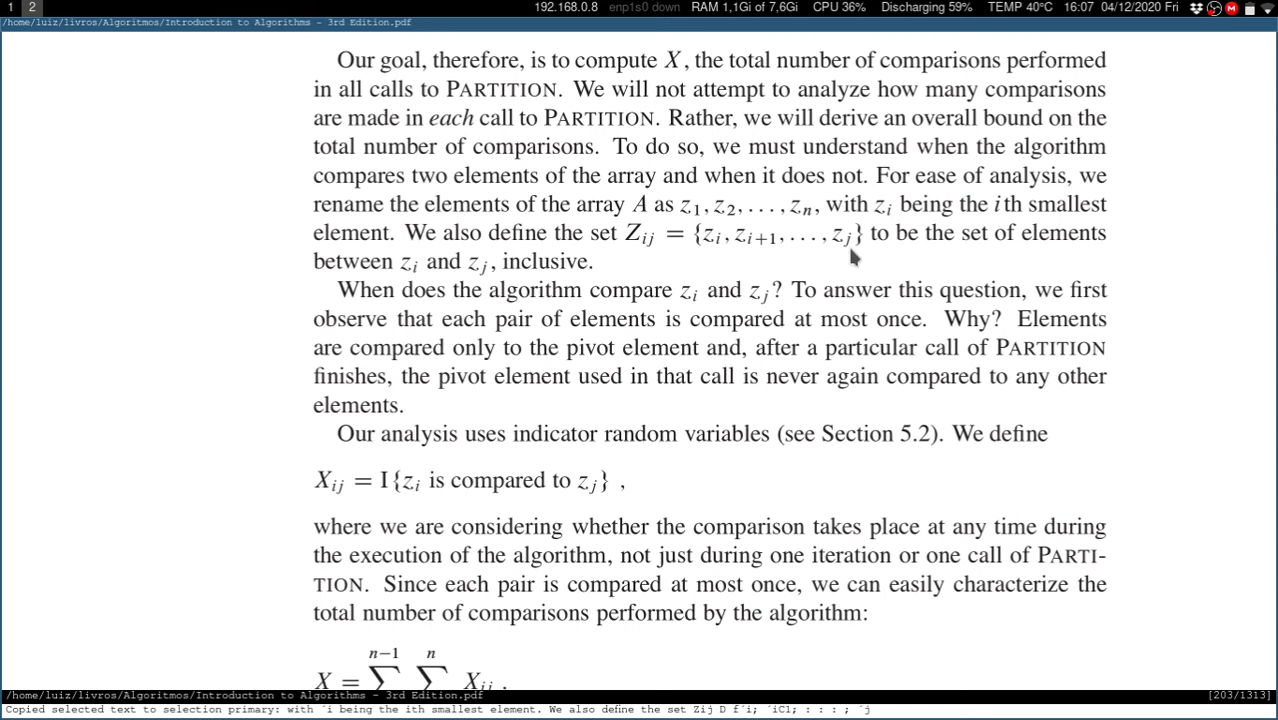 1 2 192.168.0.8 enp1s0 down RAM 1,1Gi of 7,6Gi CPU 36% Discharging 59% TEMP 40°C 16:07 04/12/2020 Fri
/home/luiz/livros/Algoritmos/Introduction to Algorithms - 3rd Edition.pdf
Our goal, therefore, is to compute X, the total number of comparisons performed
in all calls to PARTITION. We will not attempt to analyze how many comparisons
are made in each call to PARTITION. Rather, we will derive an overall bound on the
total number of comparisons. To do so, we must understand when the algorithm
compares two elements of the array and when it does not. For ease of analysis, we
rename the elements of the array A as z₁, z₂, . . . , zₙ, with zᵢ being the i th smallest
element. We also define the set Zᵢⱼ = {zᵢ, zᵢ₊₁, . . . , zⱼ} to be the set of elements
between zᵢ and zⱼ, inclusive.
When does the algorithm compare zᵢ and zⱼ? To answer this question, we first
observe that each pair of elements is compared at most once. Why? Elements
are compared only to the pivot element and, after a particular call of PARTITION
finishes, the pivot element used in that call is never again compared to any other
elements.
Our analysis uses indicator random variables (see Section 5.2). We define
Xᵢⱼ = I{zᵢ is compared to zⱼ} ,
where we are considering whether the comparison takes place at any time during
the execution of the algorithm, not just during one iteration or one call of PARTI-
TION. Since each pair is compared at most once, we can easily characterize the
total number of comparisons performed by the algorithm:
n−1 n
X = ∑ ∑ Xᵢⱼ .
/home/luiz/livros/Algoritmos/Introduction to Algorithms - 3rd Edition.pdf [203/1313]
Copied selected text to selection primary: with ´i being the ith smallest element. We also define the set Zij D f´i; ´iC1; : : : ; ´j